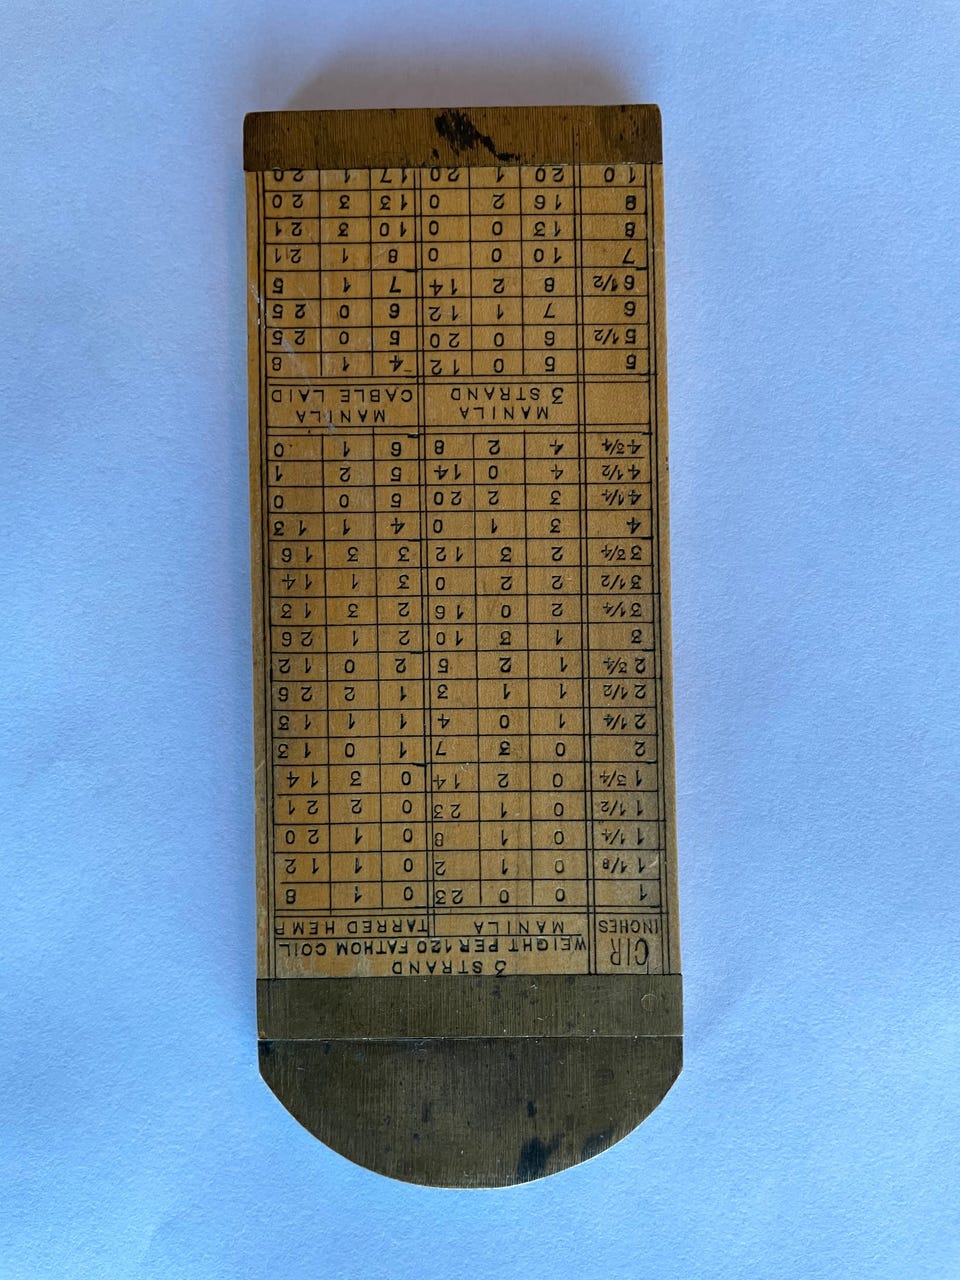 3 STRAND
CIR WEIGHT PER 120 FATHOM COIL
INCHES MANILA TARRED HEMP
1 0 0 23 0 1 8
1 1/8 0 1 2 0 1 12
1 1/4 0 1 8 0 1 20
1 1/2 0 1 23 0 2 21
1 3/4 0 2 14 0 3 14
2 0 3 7 1 0 13
2 1/4 1 0 4 1 1 13
2 1/2 1 1 3 1 2 26
2 3/4 1 2 5 2 0 12
3 1 3 10 2 1 26
3 1/4 2 0 16 2 3 13
3 1/2 2 2 0 3 1 14
3 3/4 2 3 12 3 3 16
4 3 1 0 4 1 13
4 1/4 3 2 20 5 0 0
4 1/2 4 0 14 5 2 1
4 3/4 4 2 8 6 1 0
MANILA MANILA
3 STRAND CABLE LAID
5 5 0 12 4 1 8
5 1/2 6 0 20 5 0 25
6 7 1 12 6 0 25
6 1/2 8 2 14 7 1 5
7 10 0 0 8 1 21
8 13 0 0 10 3 21
9 16 2 0 13 3 20
10 20 1 20 17 1 20